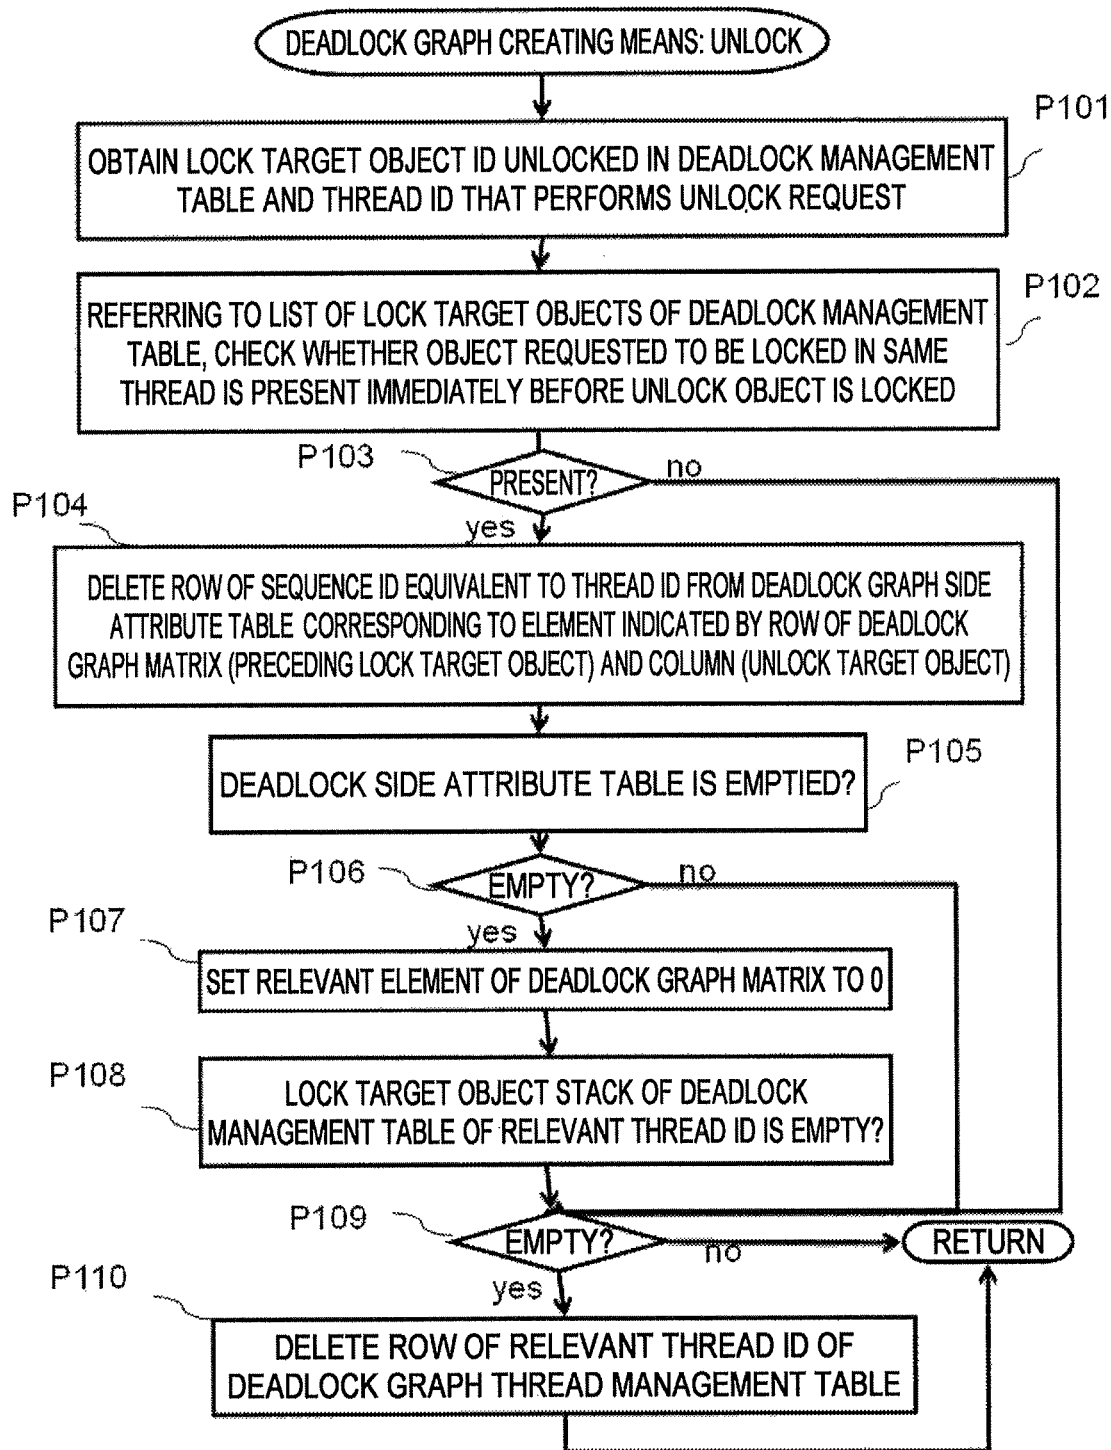 DEADLOCK GRAPH CREATING MEANS: UNLOCK
P101
OBTAIN LOCK TARGET OBJECT ID UNLOCKED IN DEADLOCK MANAGEMENT
TABLE AND THREAD ID THAT PERFORMS UNLOCK REQUEST
P102
REFERRING TO LIST OF LOCK TARGET OBJECTS OF DEADLOCK MANAGEMENT
TABLE, CHECK WHETHER OBJECT REQUESTED TO BE LOCKED IN SAME
THREAD IS PRESENT IMMEDIATELY BEFORE UNLOCK OBJECT IS LOCKED
P103
PRESENT?
no
yes
P104
DELETE ROW OF SEQUENCE ID EQUIVALENT TO THREAD ID FROM DEADLOCK GRAPH SIDE
ATTRIBUTE TABLE CORRESPONDING TO ELEMENT INDICATED BY ROW OF DEADLOCK
GRAPH MATRIX (PRECEDING LOCK TARGET OBJECT) AND COLUMN (UNLOCK TARGET OBJECT)
P105
DEADLOCK SIDE ATTRIBUTE TABLE IS EMPTIED?
P106
EMPTY?
no
yes
P107
SET RELEVANT ELEMENT OF DEADLOCK GRAPH MATRIX TO 0
P108
LOCK TARGET OBJECT STACK OF DEADLOCK
MANAGEMENT TABLE OF RELEVANT THREAD ID IS EMPTY?
P109
EMPTY?
no
RETURN
yes
P110
DELETE ROW OF RELEVANT THREAD ID OF
DEADLOCK GRAPH THREAD MANAGEMENT TABLE